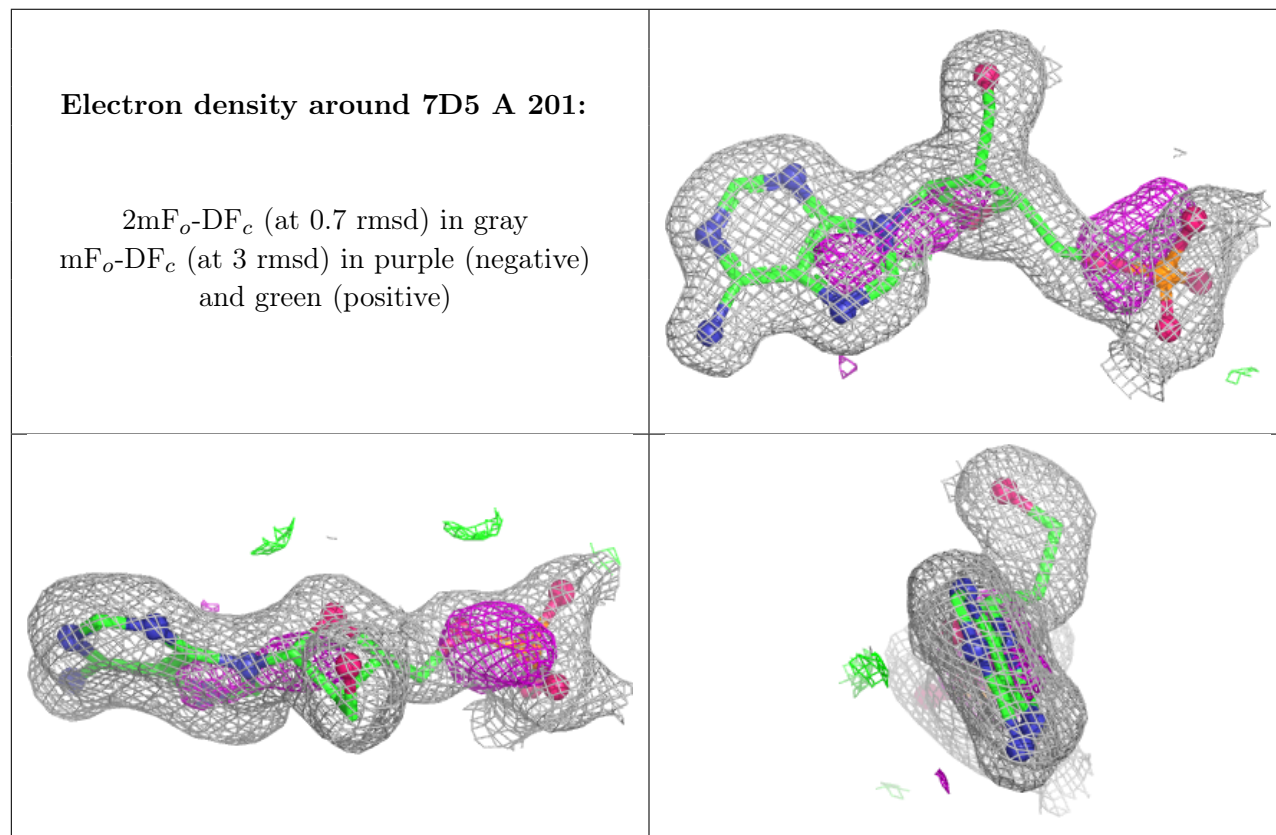 Electron density around 7D5 A 201:
2mFo-DFc (at 0.7 rmsd) in gray
mFo-DFc (at 3 rmsd) in purple (negative)
and green (positive)